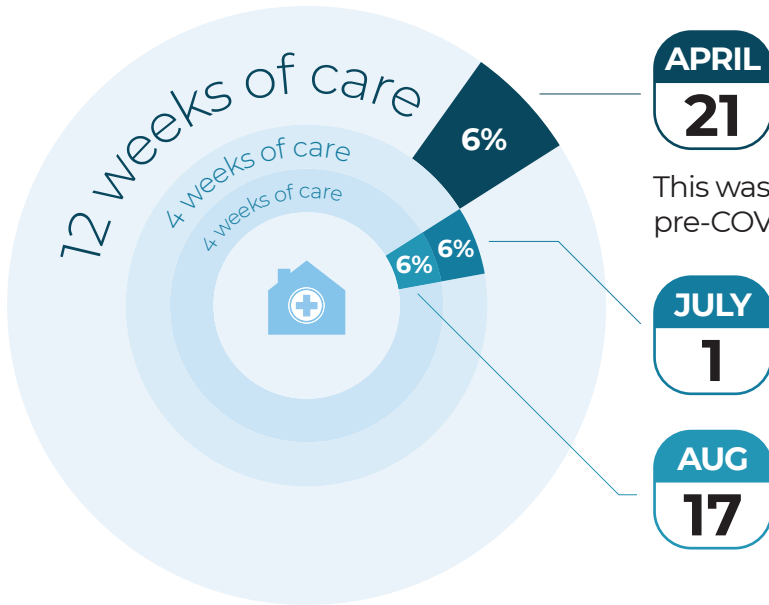 12 weeks of care
4 weeks of care
4 weeks of care
6%
6%
6%
APRIL
21
This was
pre-COV
JULY
1
AUG
17